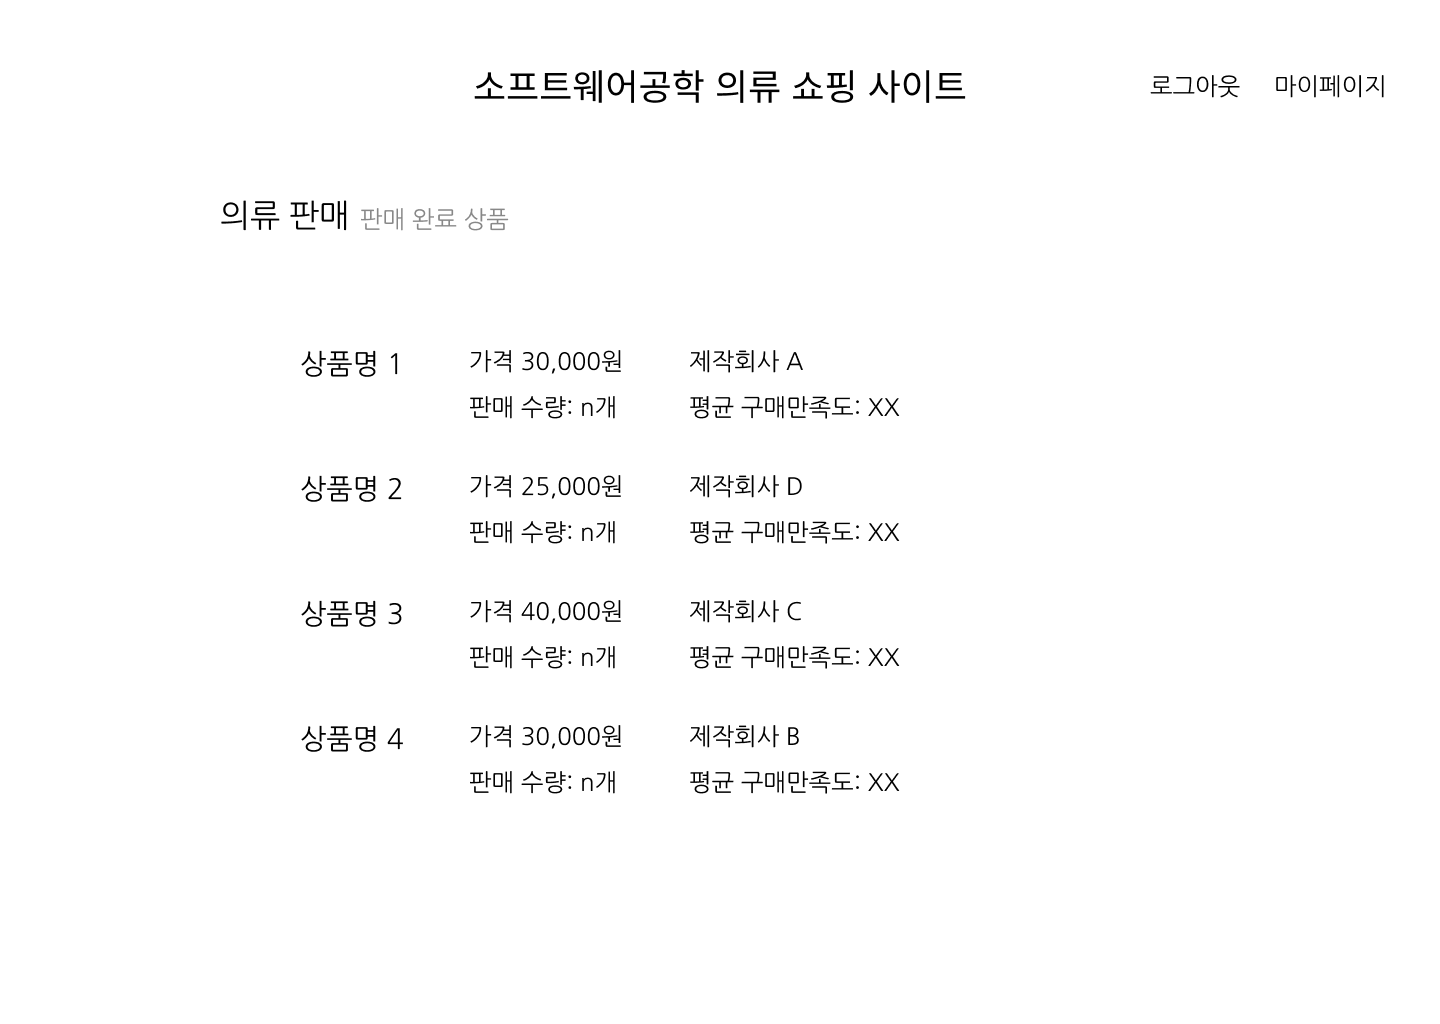 소프트웨어공학 의류 쇼핑 사이트
로그아웃 마이페이지
의류 판매 판매 완료 상품
상품명 1 가격 30,000원 제작회사 A
판매 수량: n개 평균 구매만족도: XX
상품명 2 가격 25,000원 제작회사 D
판매 수량: n개 평균 구매만족도: XX
상품명 3 가격 40,000원 제작회사 C
판매 수량: n개 평균 구매만족도: XX
상품명 4 가격 30,000원 제작회사 B
판매 수량: n개 평균 구매만족도: XX